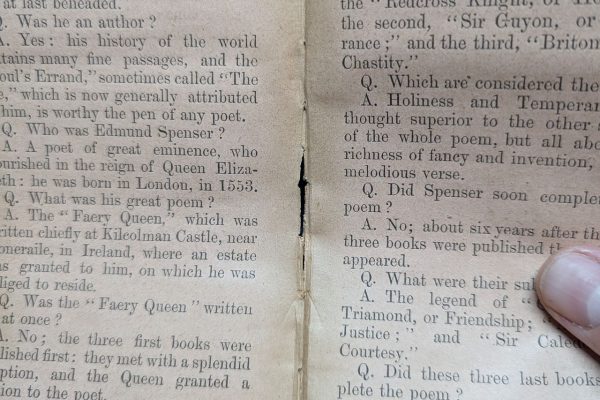 at last beheaded.
Q. Was he an author ?
A. Yes: his history of the world
tains many fine passages, and the
oul's Errand," sometimes called "The
e," which is now generally attributed
him, is worthy the pen of any poet.
Q. Who was Edmund Spenser ?
A. A poet of great eminence, who
ourished in the reign of Queen Eliza-
eth: he was born in London, in 1553.
Q. What was his great poem ?
A. The "Faery Queen," which was
ritten chiefly at Kilcolman Castle, near
oneraile, in Ireland, where an estate
as granted to him, on which he was
liged to reside.
Q. Was the "Faery Queen" written
at once ?
A. No; the three first books were
lished first: they met with a splendid
ption, and the Queen granted a
sion to the poet.
the "Redcross Knight, or
the second, "Sir Guyon, or
rance;" and the third, "Britom
Chastity."
Q. Which are considered the
A. Holiness and Temperan
thought superior to the other s
of the whole poem, but all abo
richness of fancy and invention,
melodious verse.
Q. Did Spenser soon complet
poem ?
A. No; about six years after th
three books were published
appeared.
Q. What were their su
A. The legend of "
Triamond, or Friendship; "
Justice;" and "Sir Cale
Courtesy."
Q. Did these three last books
plete the poem ?